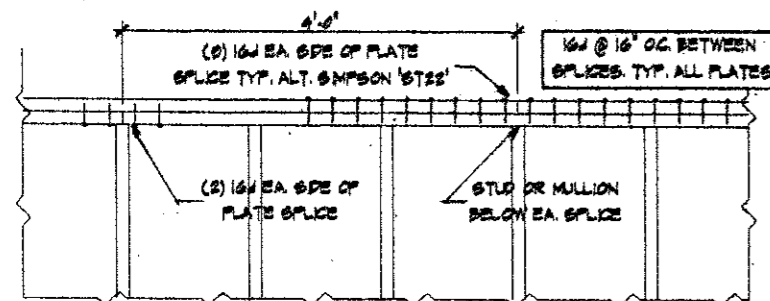 4'-0"
16d EA. SIDE OF PLATE
SPLICE TYP. ALT. SIMPSON 'ST22'
16d @ 16" O.C. BETWEEN
SPLICES. TYP. ALL PLATES
(2) 16d EA. SIDE OF
PLATE SPLICE
STUD OR MULLION
BELOW EA. SPLICE